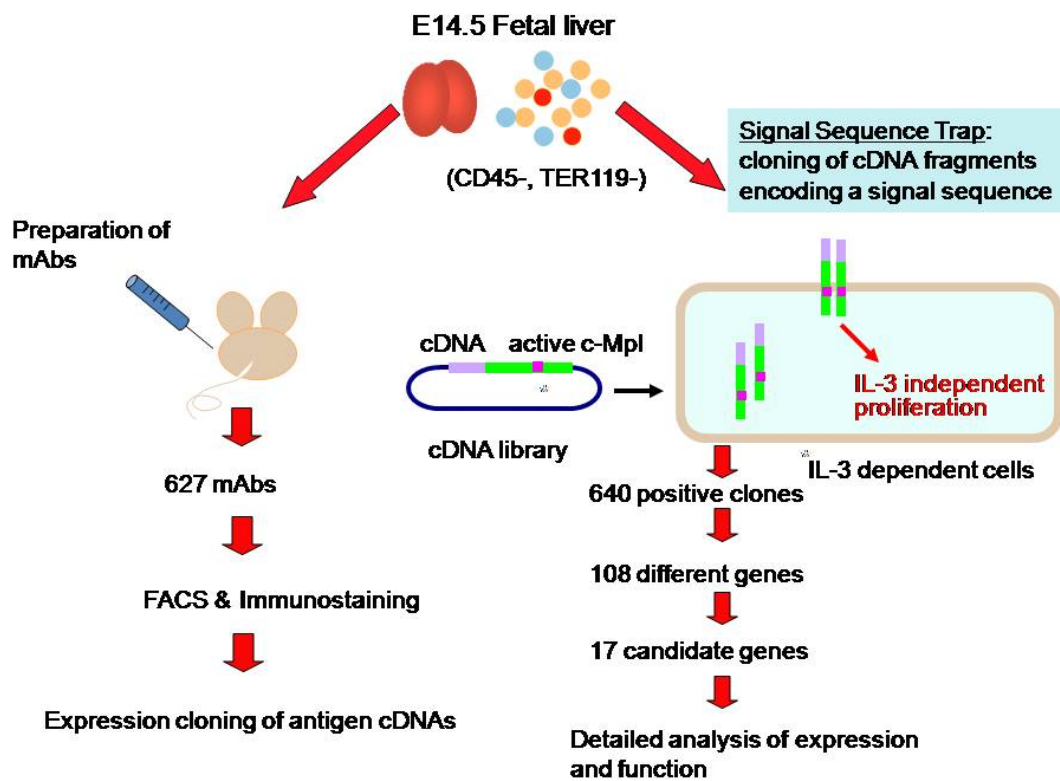 E14.5 Fetal liver
(CD45-, TER119-)
Signal Sequence Trap:
cloning of cDNA fragments
encoding a signal sequence
Preparation of
mAbs
627 mAbs
FACS & Immunostaining
Expression cloning of antigen cDNAs
cDNA active c-Mpl
cDNA library
IL-3 independent
proliferation
IL-3 dependent cells
640 positive clones
108 different genes
17 candidate genes
Detailed analysis of expression
and function